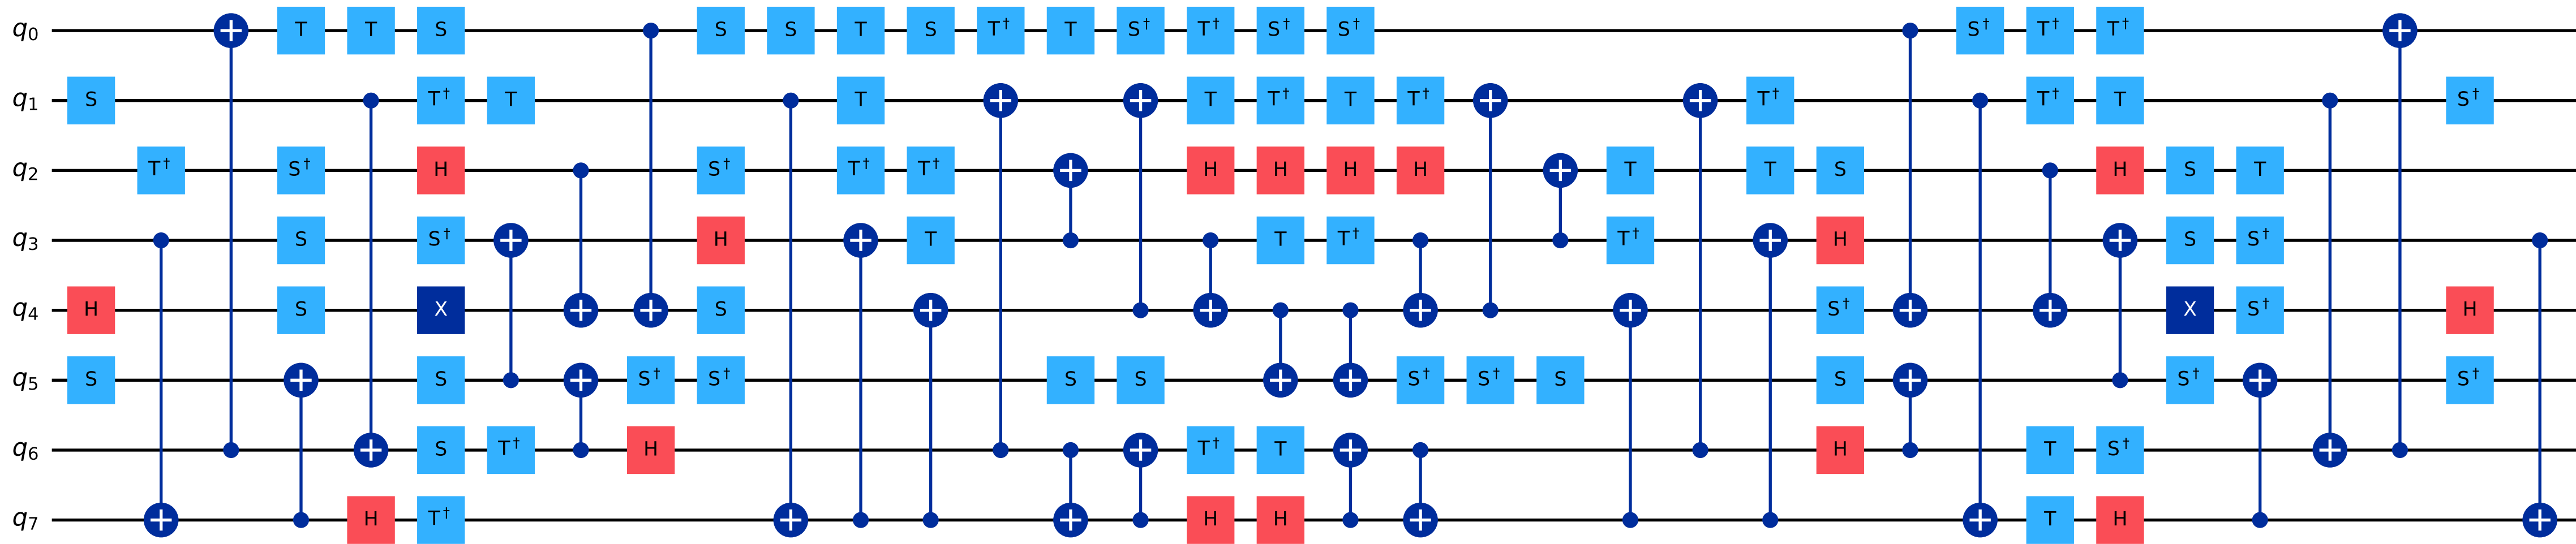 q0 T T S S S T S T† T S† T† S† S† S† T† T†
q1 S T† T T T T† T T† T† T† T S†
q2 T† S† H S† T† T† H H H H T T S H S T
q3 S S† H T T T† T† H S S†
q4 H S X S S† X S† H
q5 S S S† S† S S S† S† S S S† S†
q6 S T† H T† T H T S†
q7 H T† H H T H